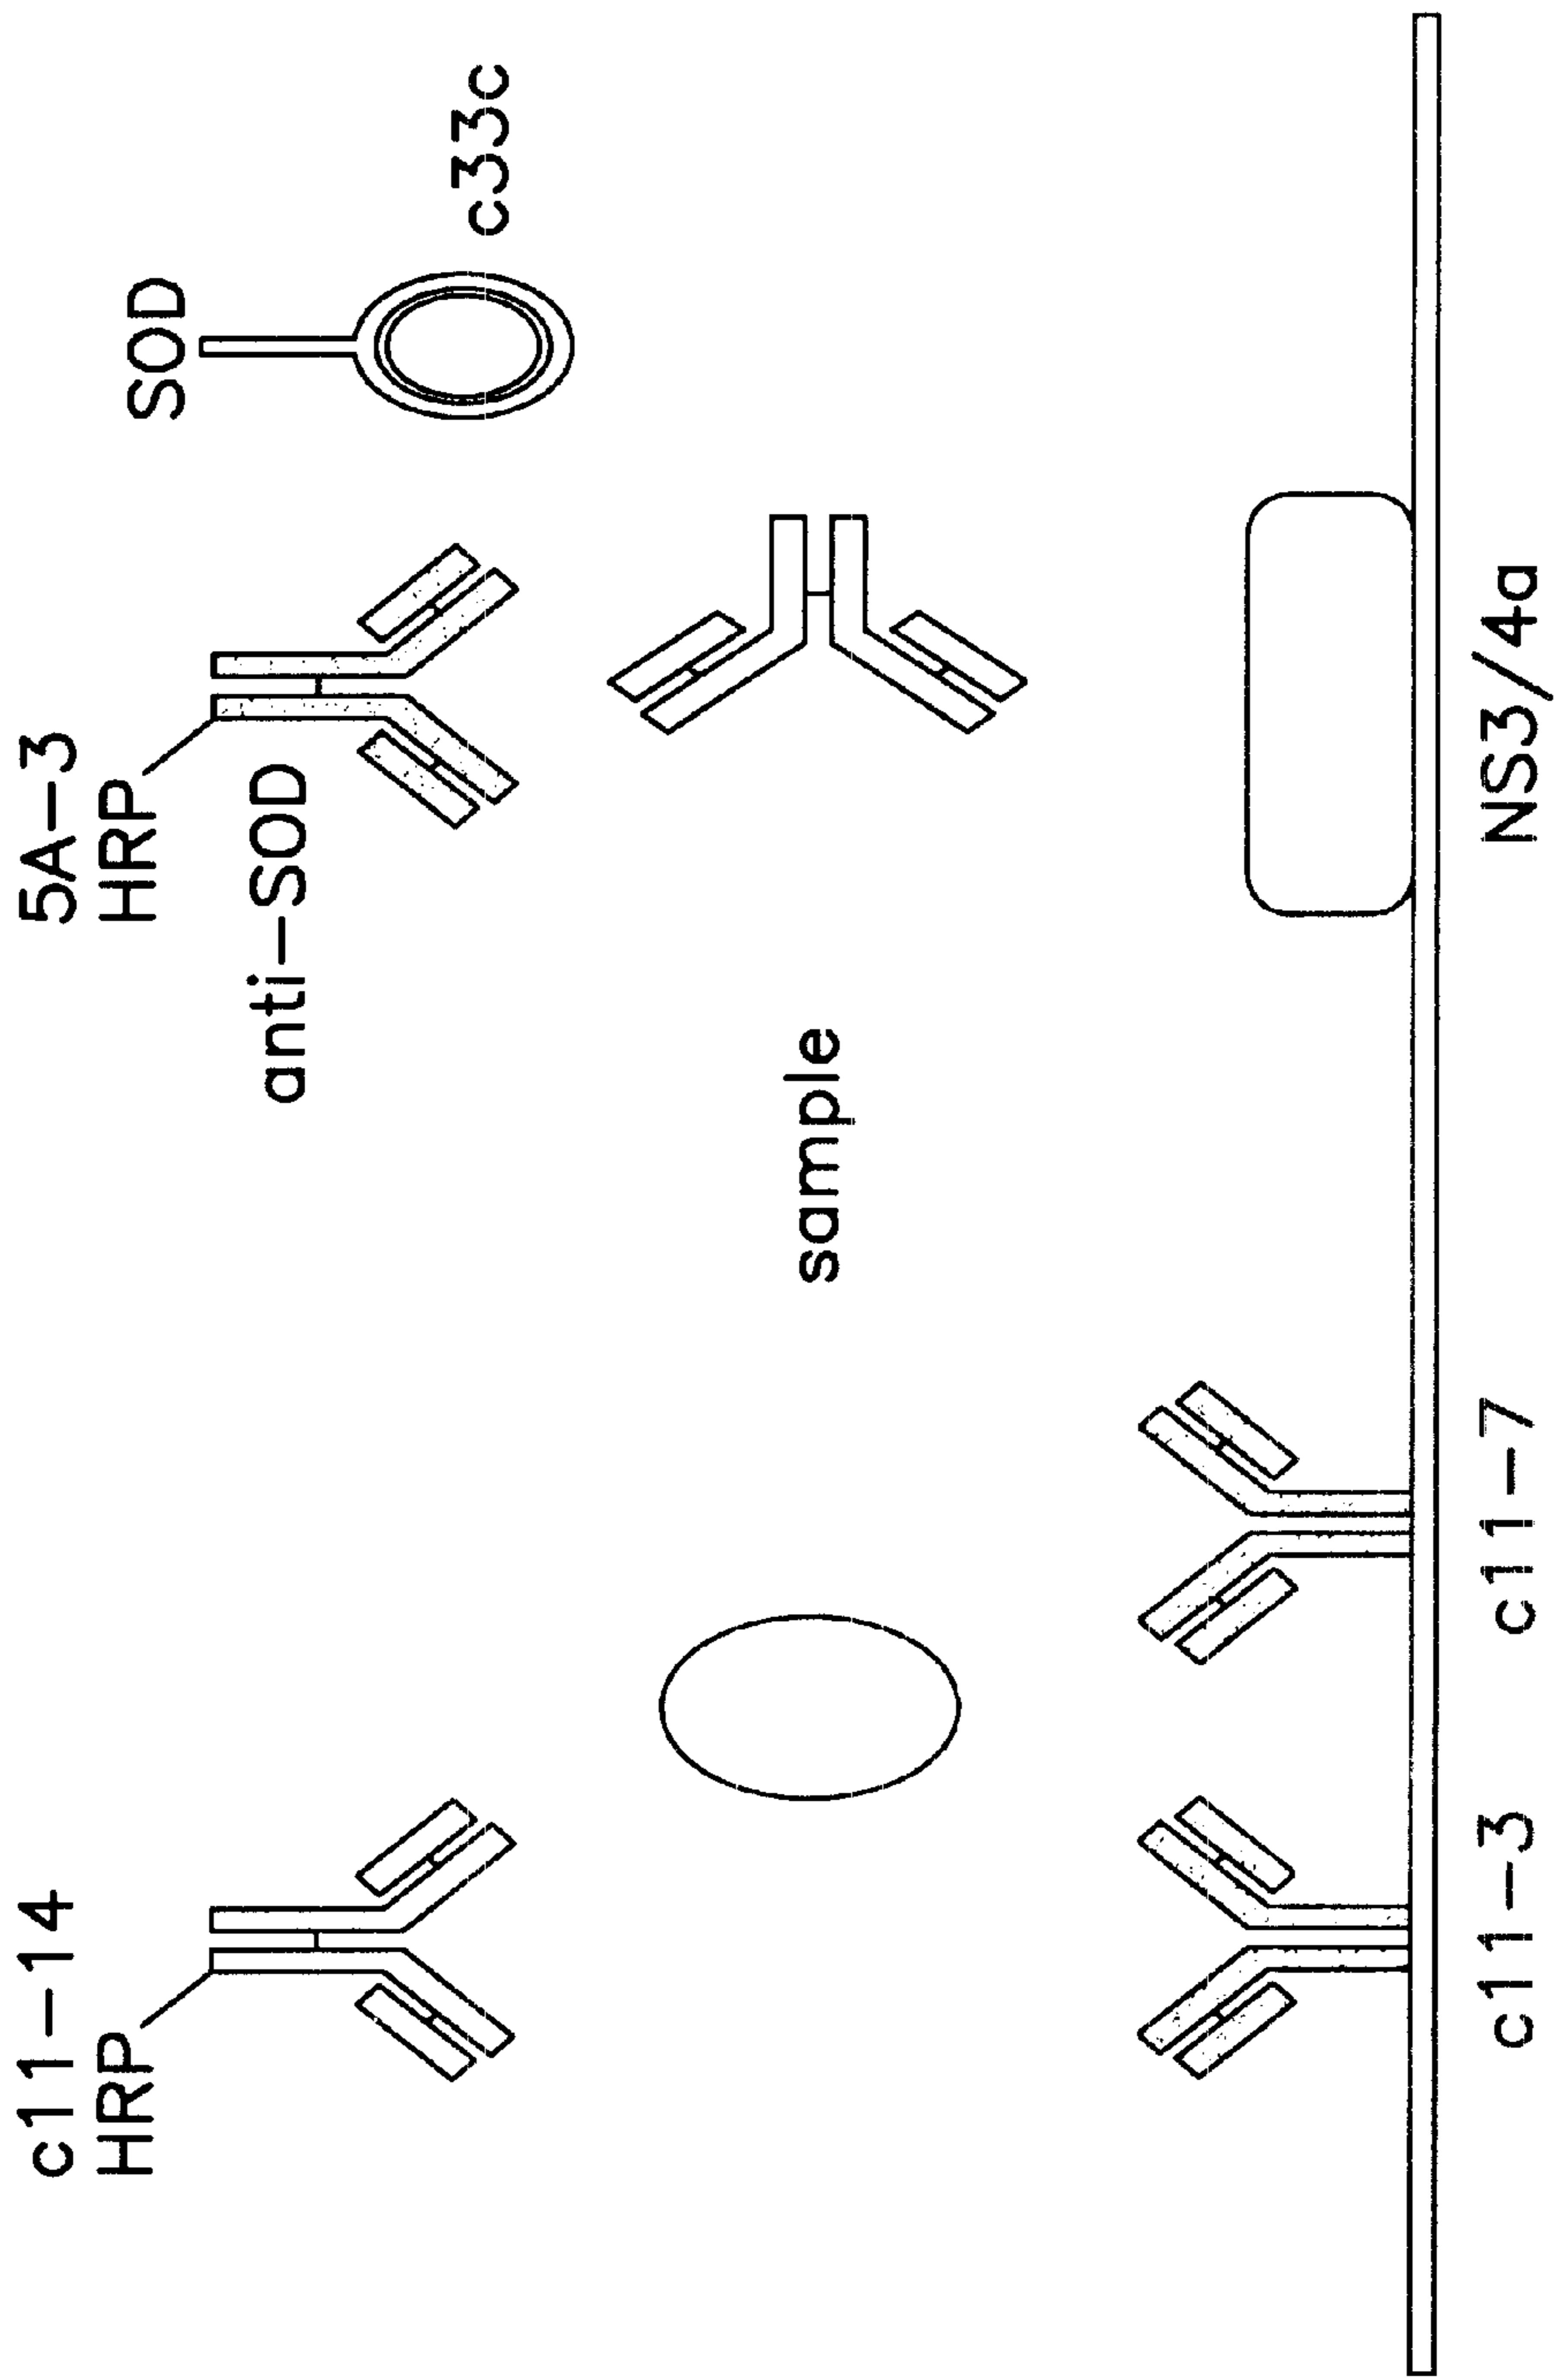 c11-14
HRP
5A-3
HRP
anti-SOD
SOD
c33c
sample
c11-3
c11-7
NS3/4a